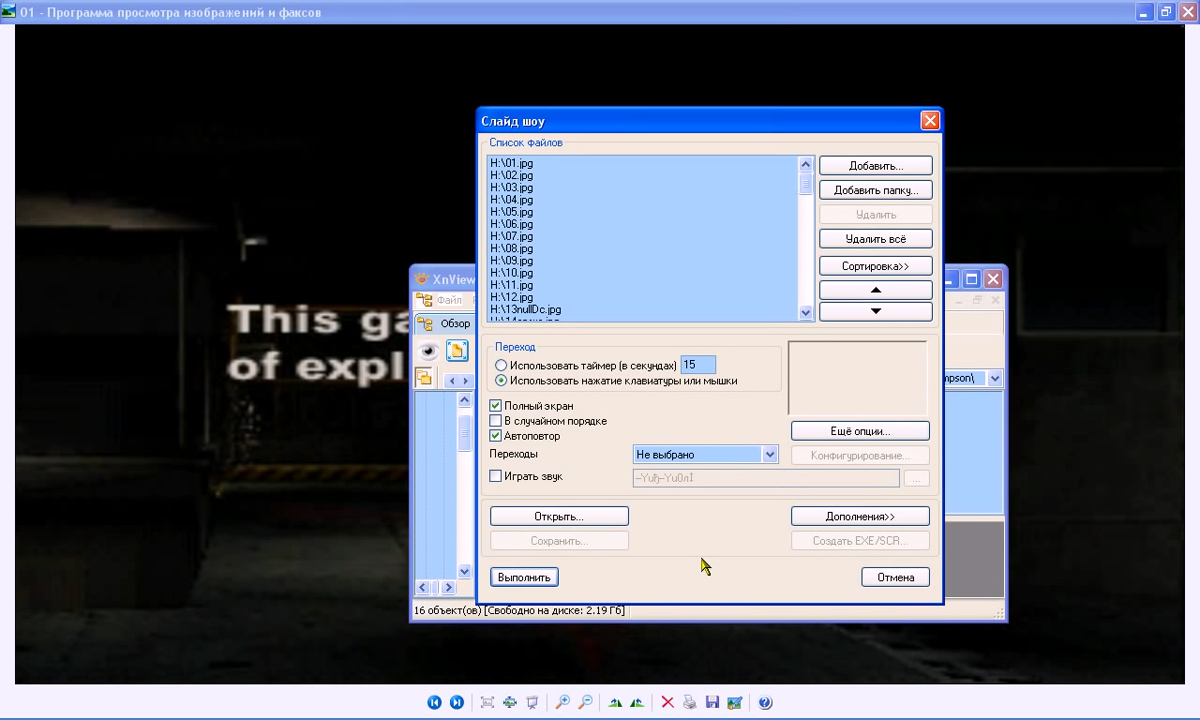 01 - Программа просмотра изображений и факсов
This ga
of expl
XnView
Файл
Обзор
mpson\
16 объект(ов) [Свободно на диске: 2.19 Гб]
Слайд шоу
Список файлов
H:\01.jpg
H:\02.jpg
H:\03.jpg
H:\04.jpg
H:\05.jpg
H:\06.jpg
H:\07.jpg
H:\08.jpg
H:\09.jpg
H:\10.jpg
H:\11.jpg
H:\12.jpg
H:\13nullDc.jpg
Добавить...
Добавить папку...
Удалить
Удалить всё
Сортировка>>
Переход
Использовать таймер (в секундах) 15
Использовать нажатие клавиатуры или мышки
Полный экран
В случайном порядке
Автоповтор
Переходы Не выбрано
Играть звук
Ещё опции...
Конфигурирование...
...
Открыть...
Дополнения>>
Сохранить...
Создать EXE/SCR...
Выполнить
Отмена